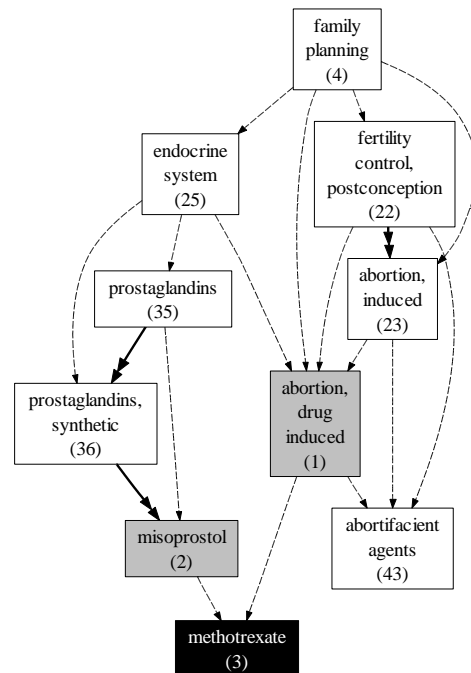 family
planning
(4)
endocrine
system
(25)
fertility
control,
postconception
(22)
prostaglandins
(35)
abortion,
induced
(23)
prostaglandins,
synthetic
(36)
abortion,
drug
induced
(1)
misoprostol
(2)
abortifacient
agents
(43)
methotrexate
(3)